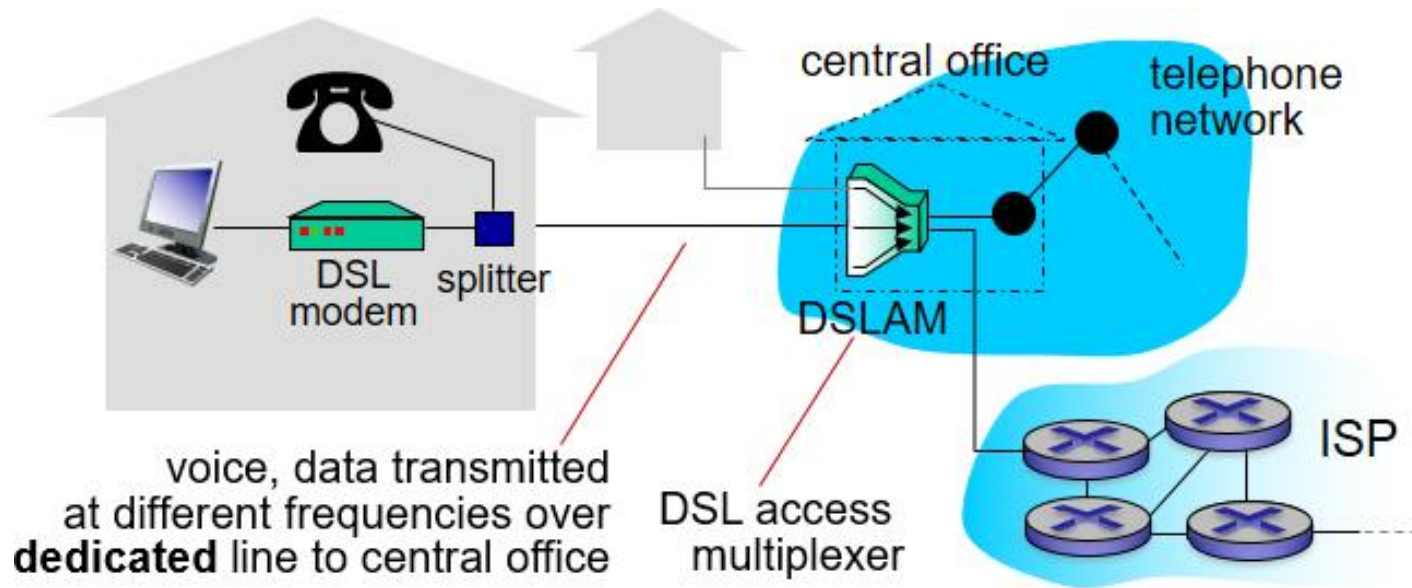 central office
telephone
network
DSL
modem
splitter
DSLAM
ISP
voice, data transmitted
at different frequencies over
dedicated line to central office
DSL access
multiplexer